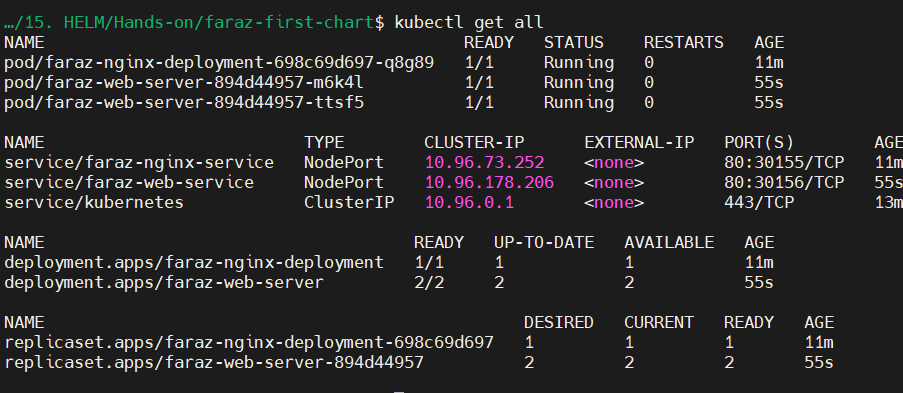 …/15. HELM/Hands-on/faraz-first-chart$ kubectl get all
NAME READY STATUS RESTARTS AGE
pod/faraz-nginx-deployment-698c69d697-q8g89 1/1 Running 0 11m
pod/faraz-web-server-894d44957-m6k4l 1/1 Running 0 55s
pod/faraz-web-server-894d44957-ttsf5 1/1 Running 0 55s
NAME TYPE CLUSTER-IP EXTERNAL-IP PORT(S) AGE
service/faraz-nginx-service NodePort 10.96.73.252 <none> 80:30155/TCP 11m
service/faraz-web-service NodePort 10.96.178.206 <none> 80:30156/TCP 55s
service/kubernetes ClusterIP 10.96.0.1 <none> 443/TCP 13m
NAME READY UP-TO-DATE AVAILABLE AGE
deployment.apps/faraz-nginx-deployment 1/1 1 1 11m
deployment.apps/faraz-web-server 2/2 2 2 55s
NAME DESIRED CURRENT READY AGE
replicaset.apps/faraz-nginx-deployment-698c69d697 1 1 1 11m
replicaset.apps/faraz-web-server-894d44957 2 2 2 55s